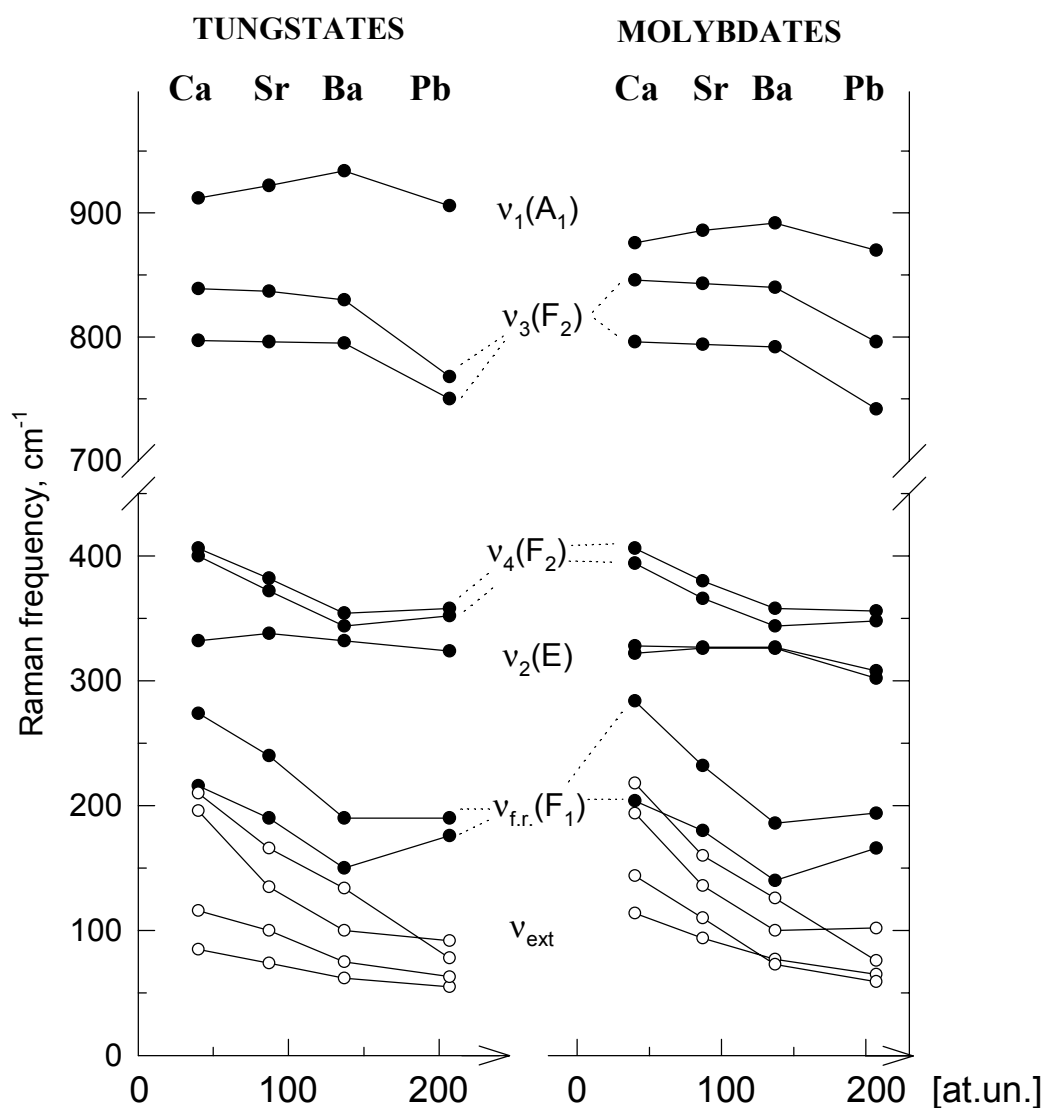 TUNGSTATES MOLYBDATES
Ca Sr Ba Pb Ca Sr Ba Pb
900
ν₁(A₁)
ν₃(F₂)
800
700
Raman frequency, cm⁻¹
400
ν₄(F₂)
300
ν₂(E)
200
νf.r.(F₁)
100
νext
0
0 100 200 0 100 200 [at.un.]